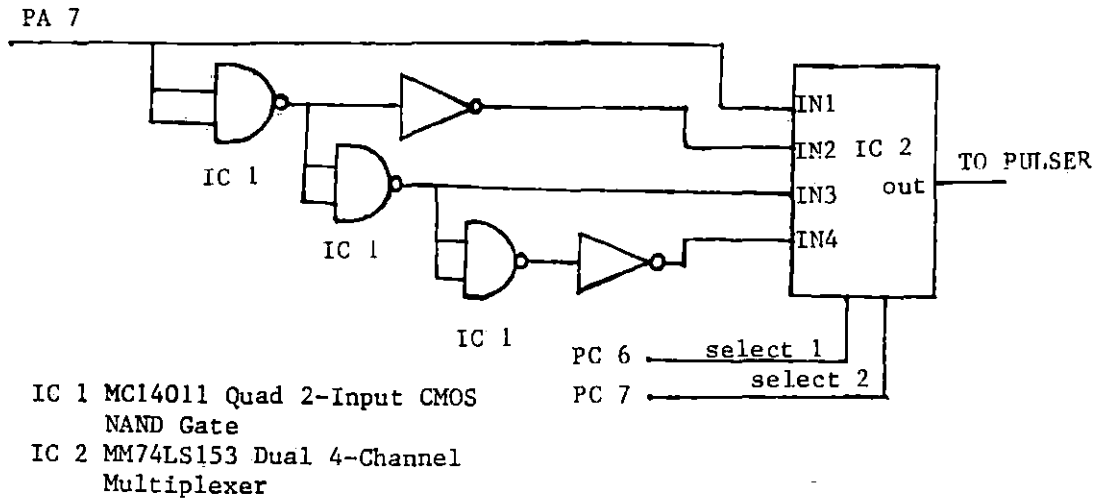 PA 7
IN1
IC 1
IN2 IC 2
TO PULSER
out
IN3
IC 1
IN4
IC 1
PC 6 select 1
PC 7 select 2
IC 1 MC14011 Quad 2-Input CMOS
NAND Gate
IC 2 MM74LS153 Dual 4-Channel
Multiplexer